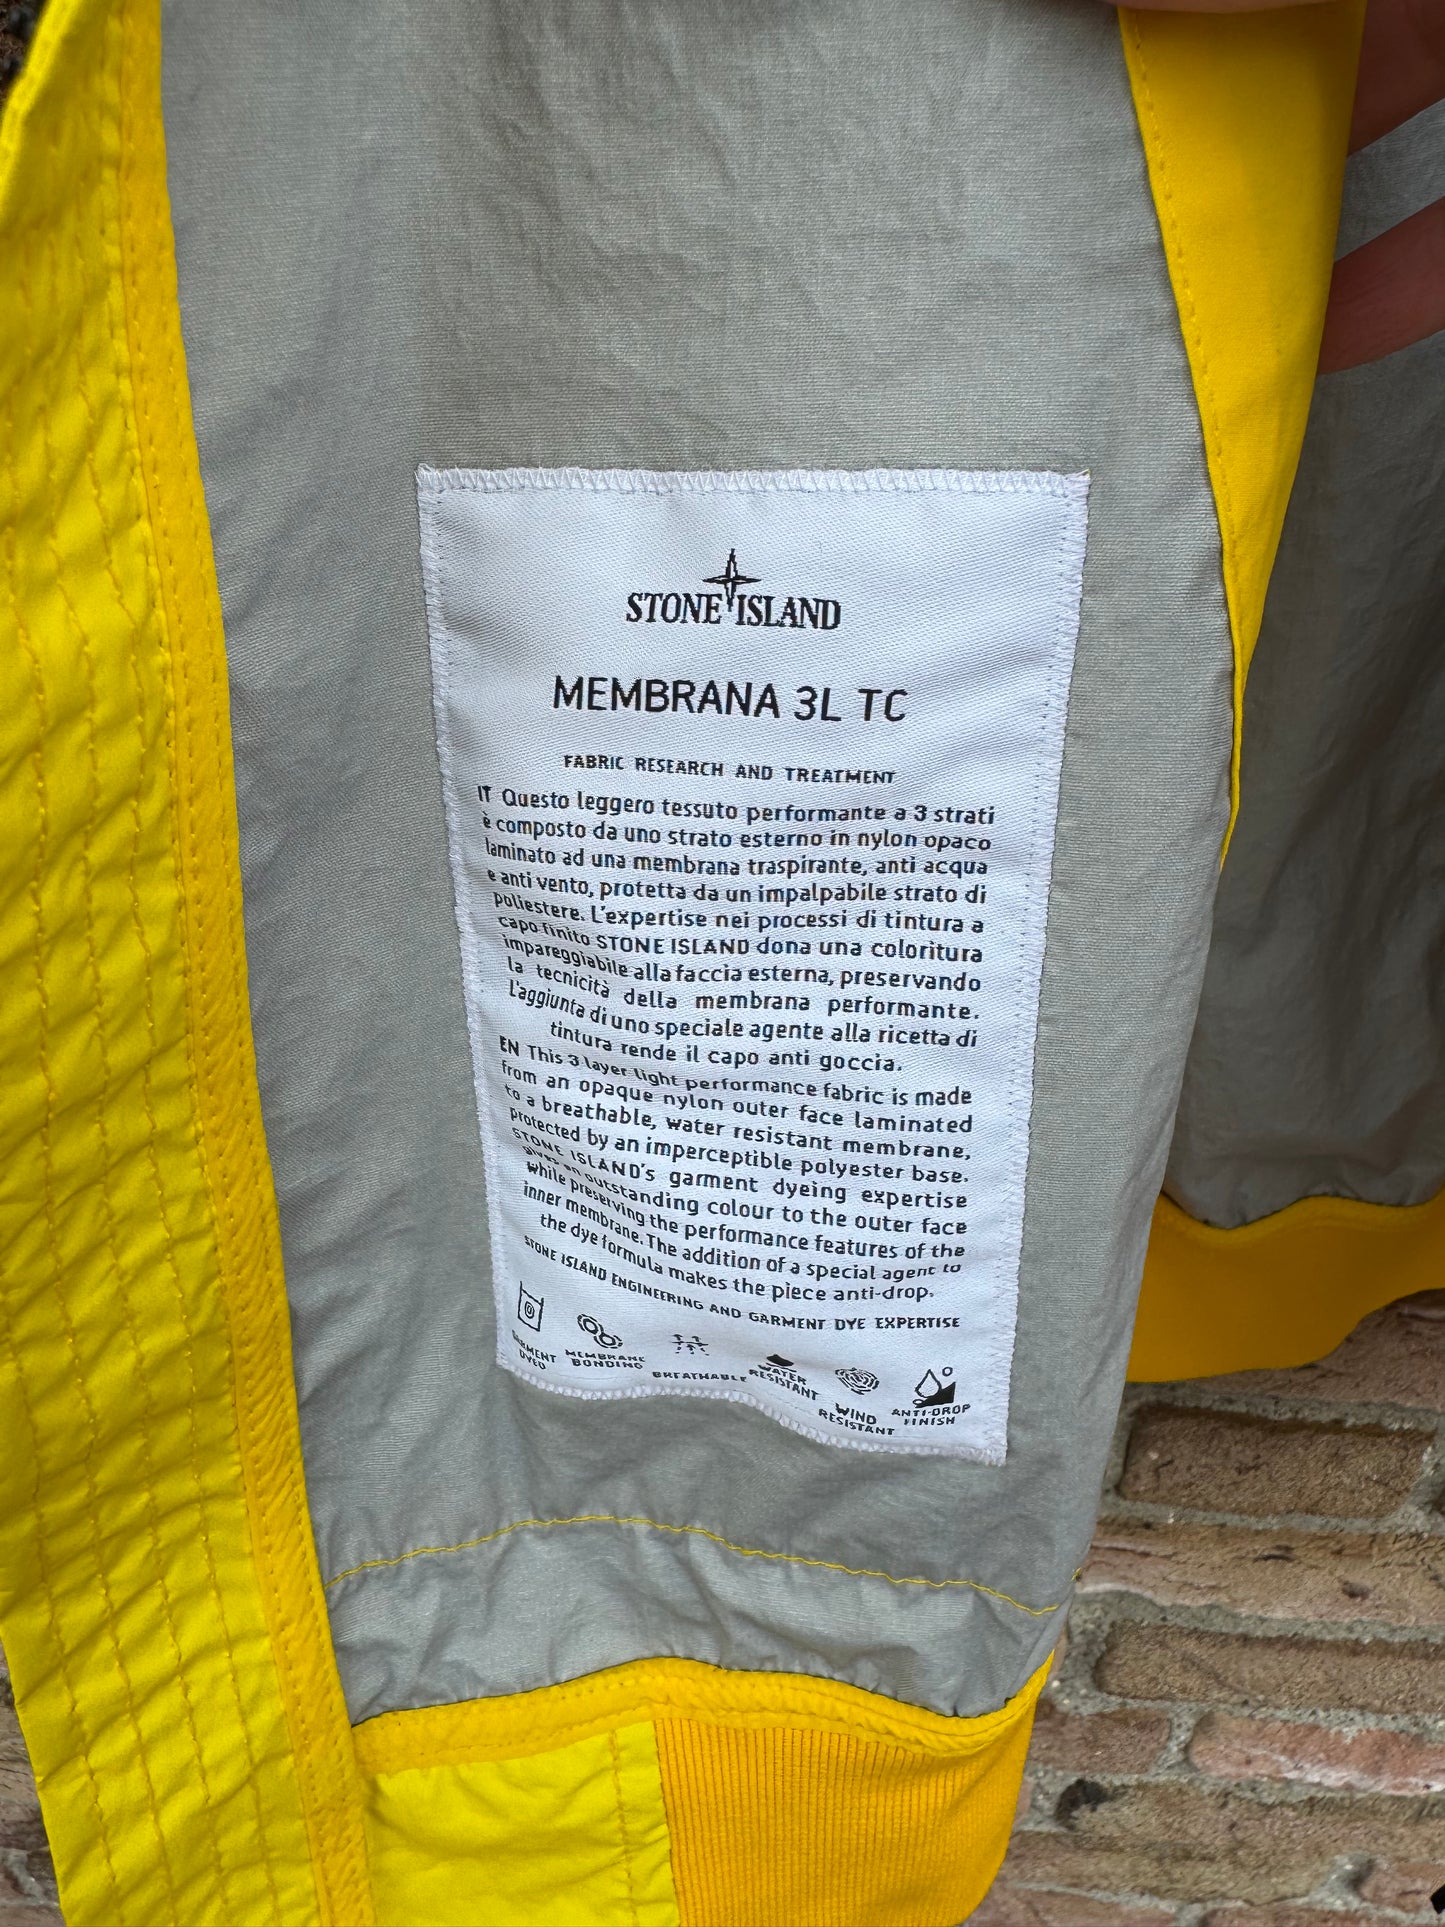 STONE ISLAND
MEMBRANA 3L TC
FABRIC RESEARCH AND TREATMENT
IT Questo leggero tessuto performante a 3 strati
è composto da uno strato esterno in nylon opaco
laminato ad una membrana traspirante, anti acqua
e anti vento, protetta da un impalpabile strato di
poliestere. L'expertise nei processi di tintura a
capo finito STONE ISLAND dona una coloritura
impareggiabile alla faccia esterna, preservando
la tecnicità della membrana performante.
L'aggiunta di uno speciale agente alla ricetta di
tintura rende il capo anti goccia.
EN This 3 layer light performance fabric is made
from an opaque nylon outer face laminated
to a breathable, water resistant membrane,
protected by an imperceptible polyester base.
STONE ISLAND's garment dyeing expertise
gives an outstanding colour to the outer face
while preserving the performance features of the
inner membrane. The addition of a special agent to
the dye formula makes the piece anti-drop.
STONE ISLAND ENGINEERING AND GARMENT DYE EXPERTISE
GARMENT
DYED
MEMBRANE
BONDING
BREATHABLE
WATER
RESISTANT
WIND
RESISTANT
ANTI-DROP
FINISH